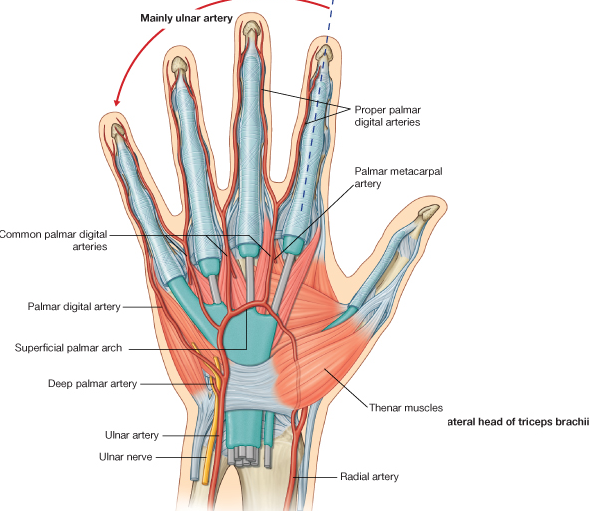 Mainly ulnar artery
Proper palmar
digital arteries
Palmar metacarpal
artery
Common palmar digital
arteries
Palmar digital artery
Superficial palmar arch
Deep palmar artery
Thenar muscles
ateral head of triceps brachii
Ulnar artery
Ulnar nerve
Radial artery